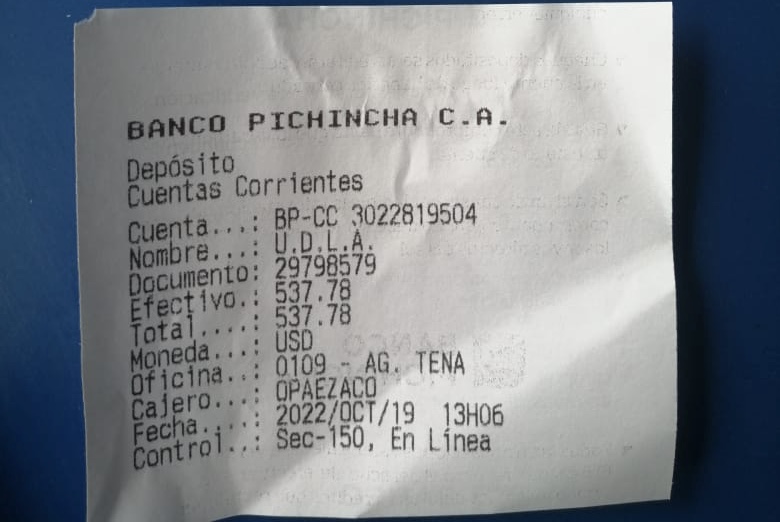 BANCO PICHINCHA C.A.
Depósito
Cuentas Corrientes
Cuenta...: BP-CC 3022819504
Nombre...: U.D.L.A.
Documento: 29798579
Efectivo.: 537.78
Total....: 537.78
Moneda...: USD
Oficina..: 0109 - AG. TENA
Cajero...: OPAEZACO
Fecha....: 2022/OCT/19 13H06
Control..: Sec-150, En Línea